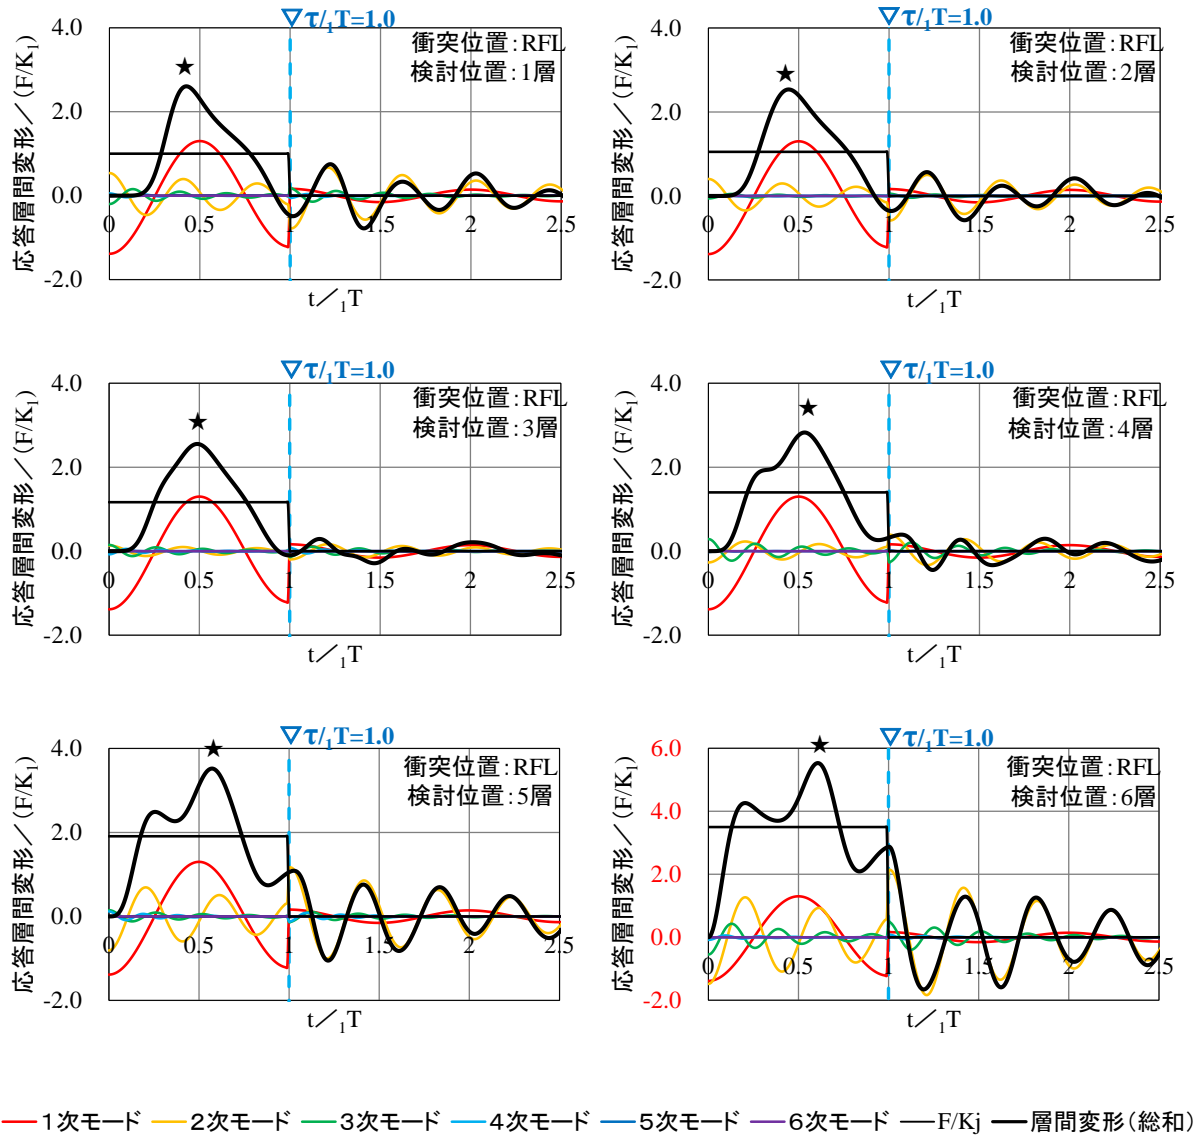 ▽τ/₁T=1.0
衝突位置：RFL
検討位置：1層
応答層間変形／(F/K₁)
4.0
2.0
0.0
-2.0
0
0.5
1
1.5
2
2.5
t／₁T
▽τ/₁T=1.0
衝突位置：RFL
検討位置：2層
応答層間変形／(F/K₁)
4.0
2.0
0.0
-2.0
0
0.5
1
1.5
2
2.5
t／₁T
▽τ/₁T=1.0
衝突位置：RFL
検討位置：3層
応答層間変形／(F/K₁)
4.0
2.0
0.0
-2.0
0
0.5
1
1.5
2
2.5
t／₁T
▽τ/₁T=1.0
衝突位置：RFL
検討位置：4層
応答層間変形／(F/K₁)
4.0
2.0
0.0
-2.0
0
0.5
1
1.5
2
2.5
t／₁T
▽τ/₁T=1.0
衝突位置：RFL
検討位置：5層
応答層間変形／(F/K₁)
4.0
2.0
0.0
-2.0
0
0.5
1
1.5
2
2.5
t／₁T
▽τ/₁T=1.0
衝突位置：RFL
検討位置：6層
応答層間変形／(F/K₁)
6.0
4.0
2.0
0.0
-2.0
0
0.5
1
1.5
2
2.5
t／₁T
1次モード 2次モード 3次モード 4次モード 5次モード 6次モード F/Kj 層間変形(総和)